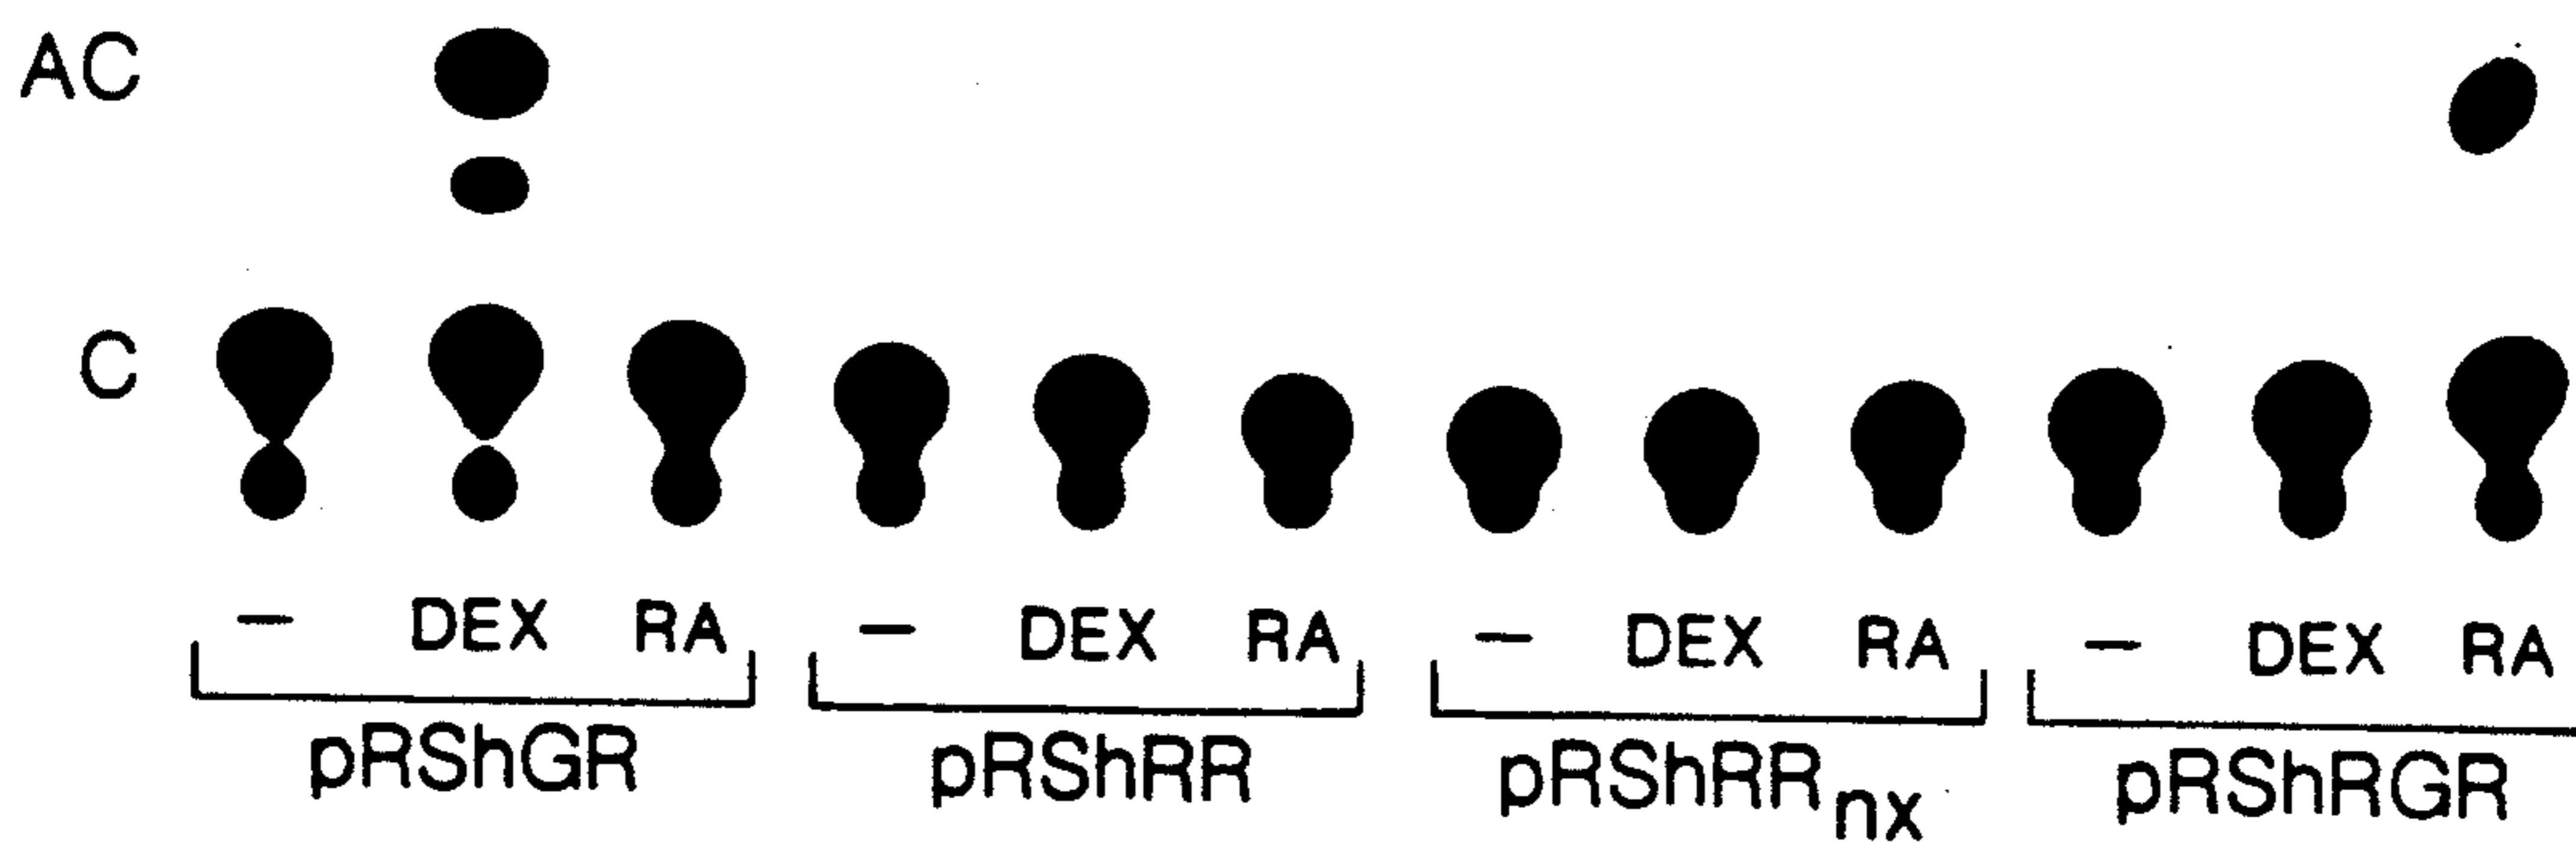 AC
C
– DEX RA – DEX RA – DEX RA – DEX RA
pRShGR pRShRR pRShRRnx pRShRGR